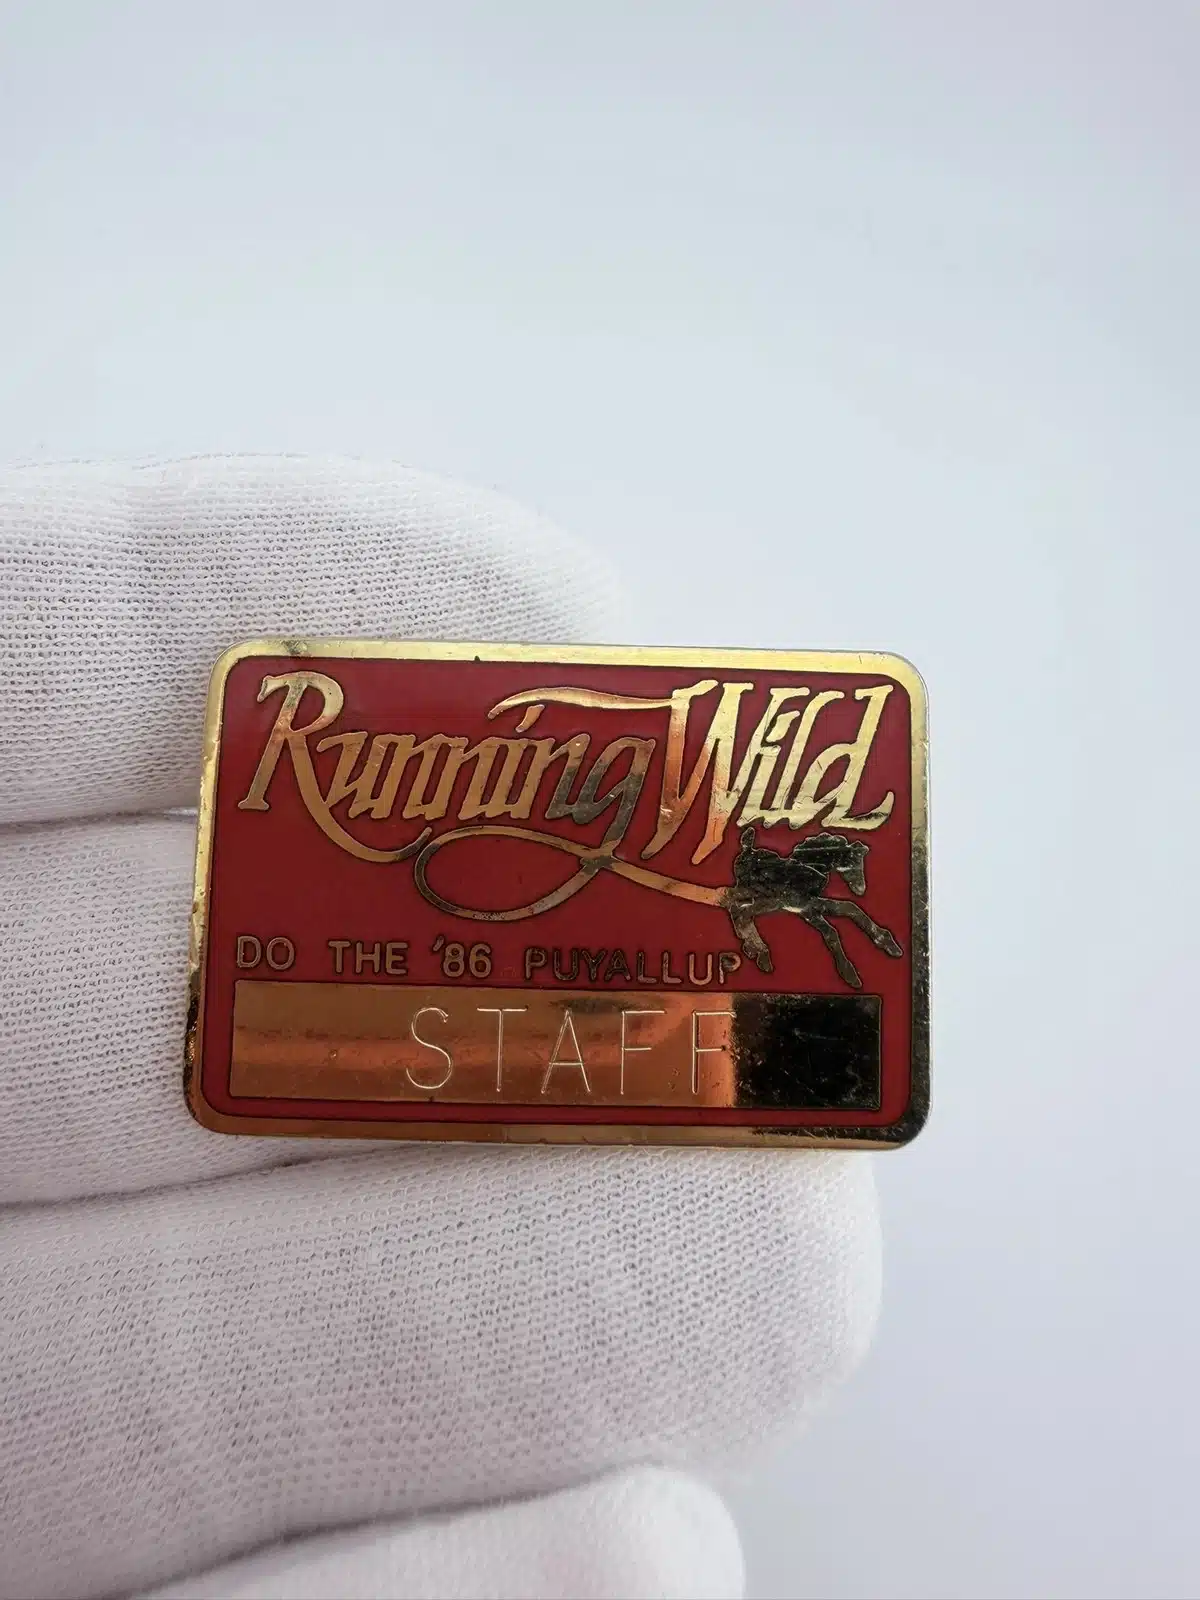 Running Wild
DO THE '86 PUYALLUP
STAFF